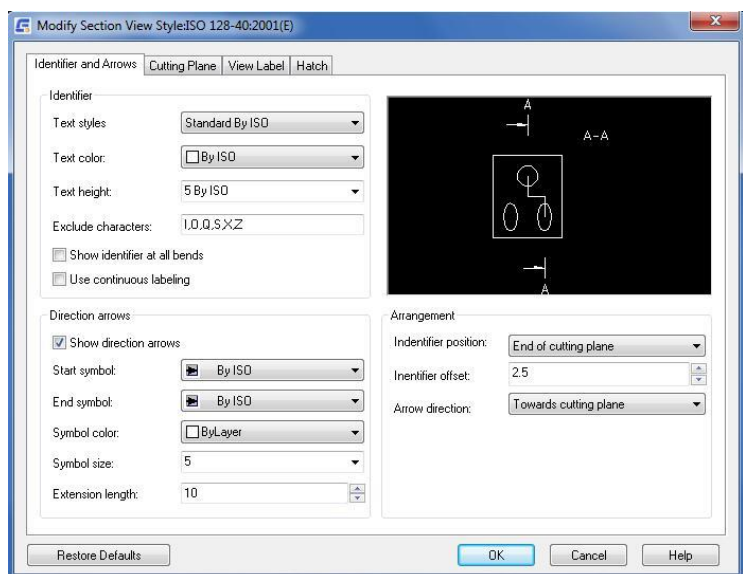 Modify Section View Style:ISO 128-40:2001(E)
Identifier and Arrows Cutting Plane View Label Hatch
Identifier
Text styles Standard By ISO
Text color: By ISO
Text height: 5 By ISO
Exclude characters: I,O,Q,S,X,Z
Show identifier at all bends
Use continuous labeling
A
A-A
A
Direction arrows
Show direction arrows
Start symbol: By ISO
End symbol: By ISO
Symbol color: ByLayer
Symbol size: 5
Extension length: 10
Arrangement
Indentifier position: End of cutting plane
Inentifier offset: 2.5
Arrow direction: Towards cutting plane
Restore Defaults OK Cancel Help